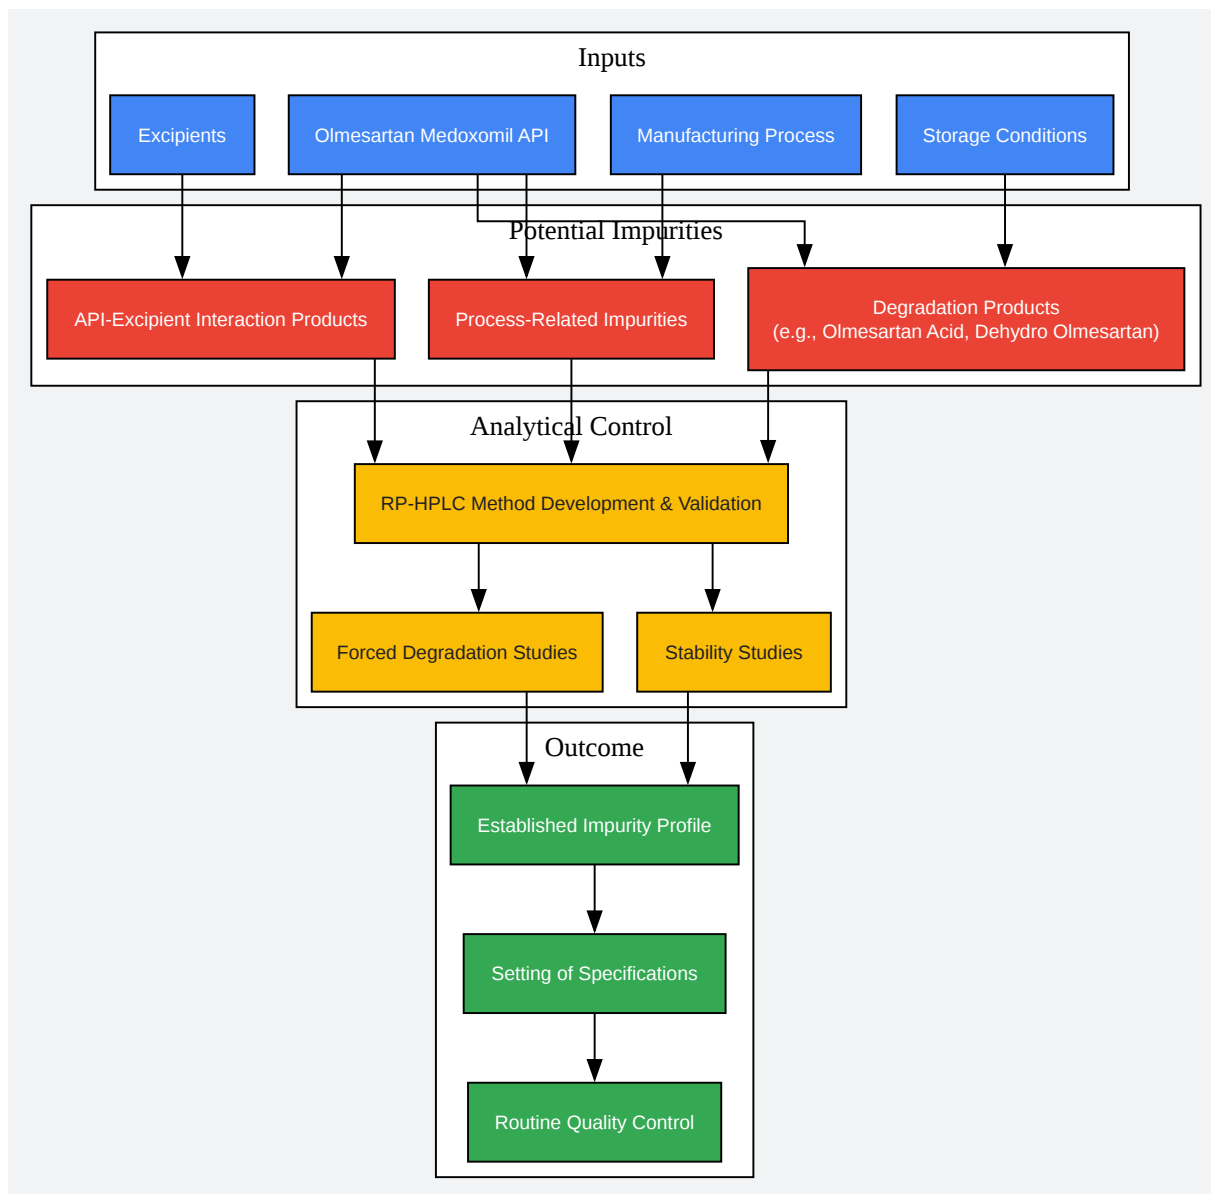 Inputs
Excipients
Olmesartan Medoxomil API
Manufacturing Process
Storage Conditions
Potential Impurities
API-Excipient Interaction Products
Process-Related Impurities
Degradation Products
(e.g., Olmesartan Acid, Dehydro Olmesartan)
Analytical Control
RP-HPLC Method Development & Validation
Forced Degradation Studies
Stability Studies
Outcome
Established Impurity Profile
Setting of Specifications
Routine Quality Control